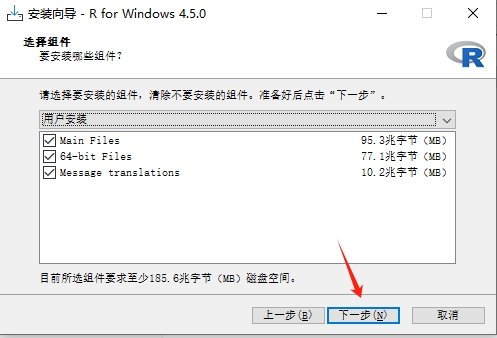 安装向导 - R for Windows 4.5.0
选择组件
要安装哪些组件？
R
请选择要安装的组件，清除不要安装的组件。准备好后点击“下一步”。
用户安装
Main Files 95.3兆字节（MB）
64-bit Files 77.1兆字节（MB）
Message translations 10.2兆字节（MB）
目前所选组件要求至少185.6兆字节（MB）磁盘空间。
上一步(B) 下一步(N) 取消